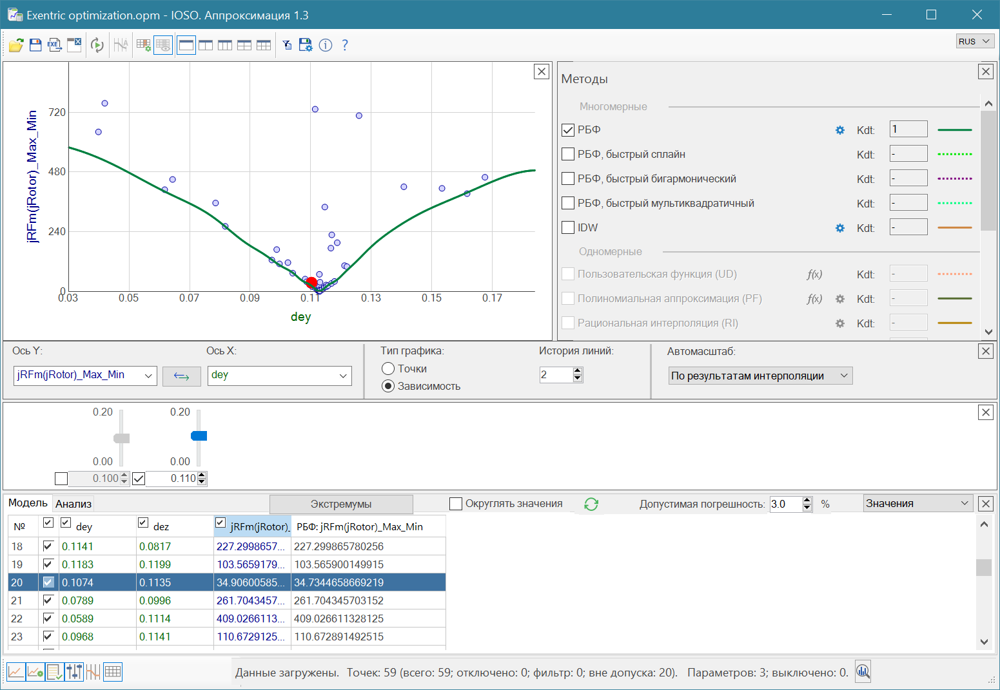 Exentric optimization.opm - IOSO. Аппроксимация 1.3
EXE
RUS
jRFm(jRotor)_Max_Min
720
480
240
0
0.03 0.05 0.07 0.09 0.11 0.13 0.15 0.17
dey
Методы
Многомерные
РБФ Kdt: 1
РБФ, быстрый сплайн Kdt: -
РБФ, быстрый бигармонический Kdt: -
РБФ, быстрый мультиквадратичный Kdt: -
IDW Kdt: -
Одномерные
Пользовательская функция (UD) f(x) Kdt: -
Полиномиальная аппроксимация (PF) f(x) Kdt: -
Рациональная интерполяция (RI) Kdt: -
Ось Y: Ось X: Тип графика: История линий: Автомасштаб:
jRFm(jRotor)_Max_Min dey Точки 2 По результатам интерполяции
Зависимость
0.20 0.20
0.00 0.00
0.100 0.110
Модель Анализ Экстремумы Округлять значения Допустимая погрешность: 3.0 % Значения
№ dey dez jRFm(jRotor)_ РБФ: jRFm(jRotor)_Max_Min
18 0.1141 0.0817 227.2998657... 227.299865780256
19 0.1183 0.1199 103.5659179... 103.565900149915
20 0.1074 0.1135 34.90600585... 34.7344658669219
21 0.0789 0.0996 261.7043457... 261.704345703152
22 0.0589 0.1114 409.0266113... 409.026611328125
23 0.0968 0.1141 110.6729125... 110.672891492515
Данные загружены. Точек: 59 (всего: 59; отключено: 0; фильтр: 0; вне допуска: 20). Параметров: 3; выключено: 0.